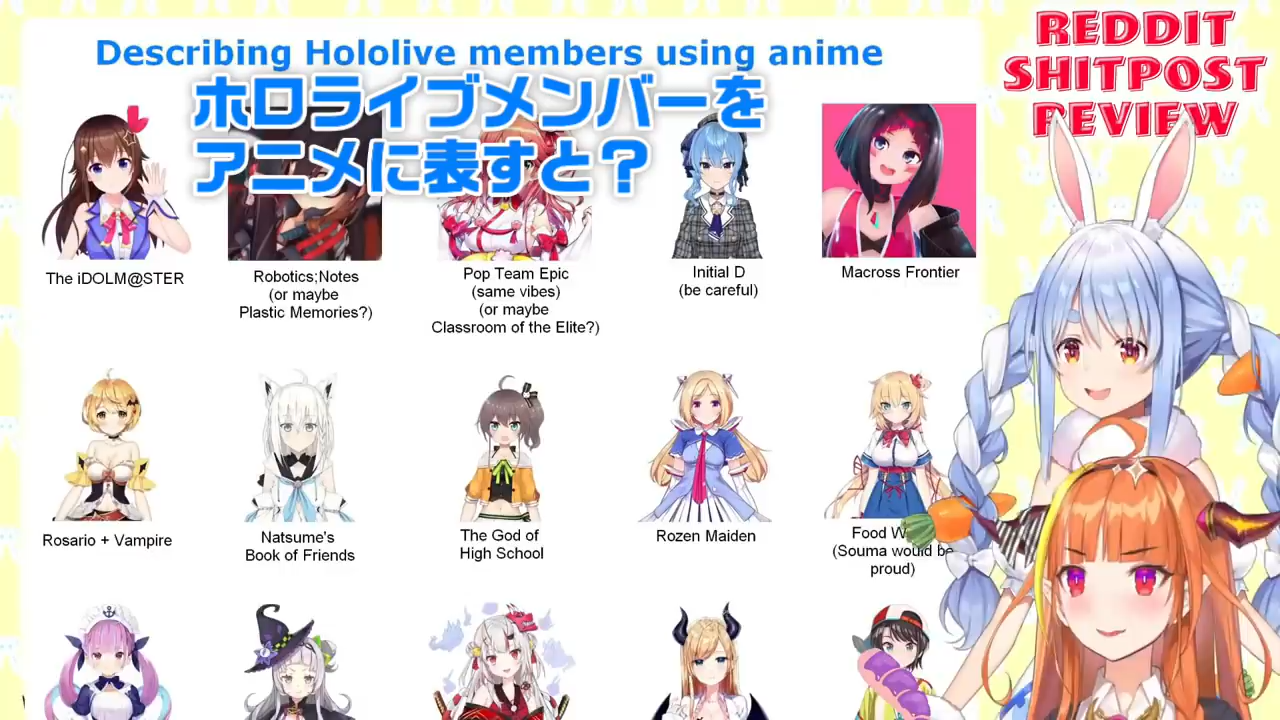 Describing Hololive members using anime
ホロライブメンバーを
アニメに表すと？
REDDIT
SHITPOST
REVIEW
The iDOLM@STER
Robotics;Notes
(or maybe
Plastic Memories?)
Pop Team Epic
(same vibes)
(or maybe
Classroom of the Elite?)
Initial D
(be careful)
Macross Frontier
Rosario + Vampire
Natsume's
Book of Friends
The God of
High School
Rozen Maiden
Food W
(Souma would be
proud)